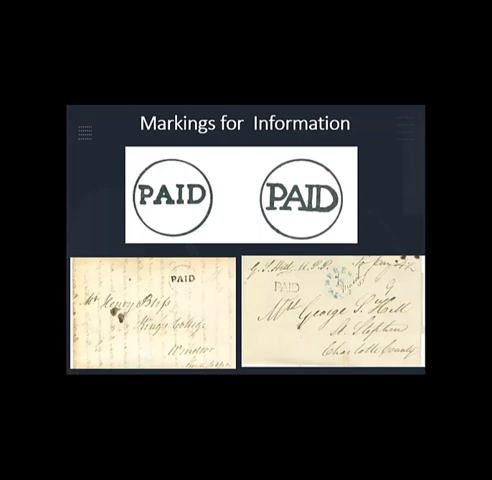 Markings for Information
PAID
PAID
PAID
Mr Henry Bliss
Kings College
Windsor
G. S. Hill, M.P.P.
PAID
Mrs George S. Hill
St. Stephens
Charlotte County